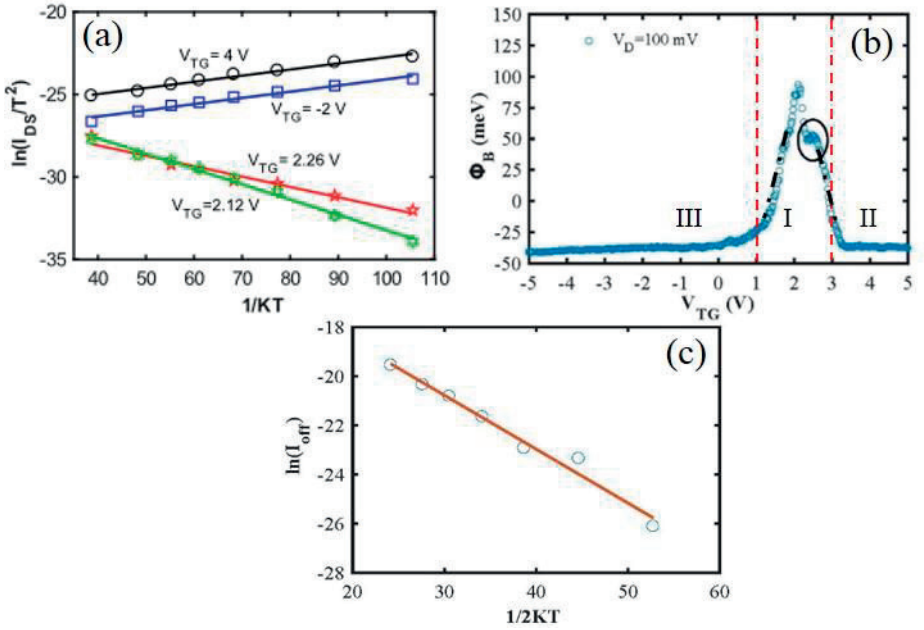 (a)
-20
-25
-30
-35
ln(I_DS/T²)
V_TG = 4 V
V_TG = -2 V
V_TG = 2.26 V
V_TG =2.12 V
40 50 60 70 80 90 100 110
1/KT
(b)
V_D=100 mV
150
125
100
75
50
25
0
-25
-50
Φ_B (meV)
III I II
-5 -4 -3 -2 -1 0 1 2 3 4 5
V_TG (V)
(c)
-18
-20
-22
-24
-26
-28
ln(I_off)
20 30 40 50 60
1/2KT